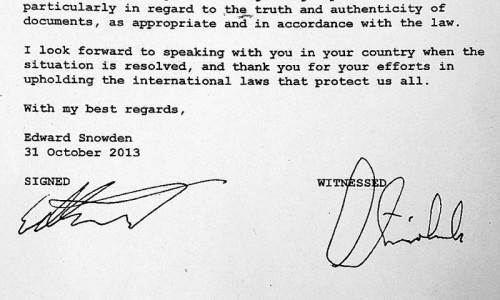 particularly in regard to the truth and authenticity of
documents, as appropriate and in accordance with the law.
I look forward to speaking with you in your country when the
situation is resolved, and thank you for your efforts in
upholding the international laws that protect us all.
With my best regards,
Edward Snowden
31 October 2013
SIGNED WITNESSED